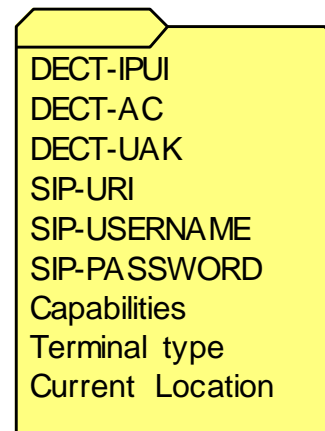 DECT-IPUI
DECT-AC
DECT-UAK
SIP-URI
SIP-USERNAME
SIP-PASSWORD
Capabilities
Terminal type
Current Location